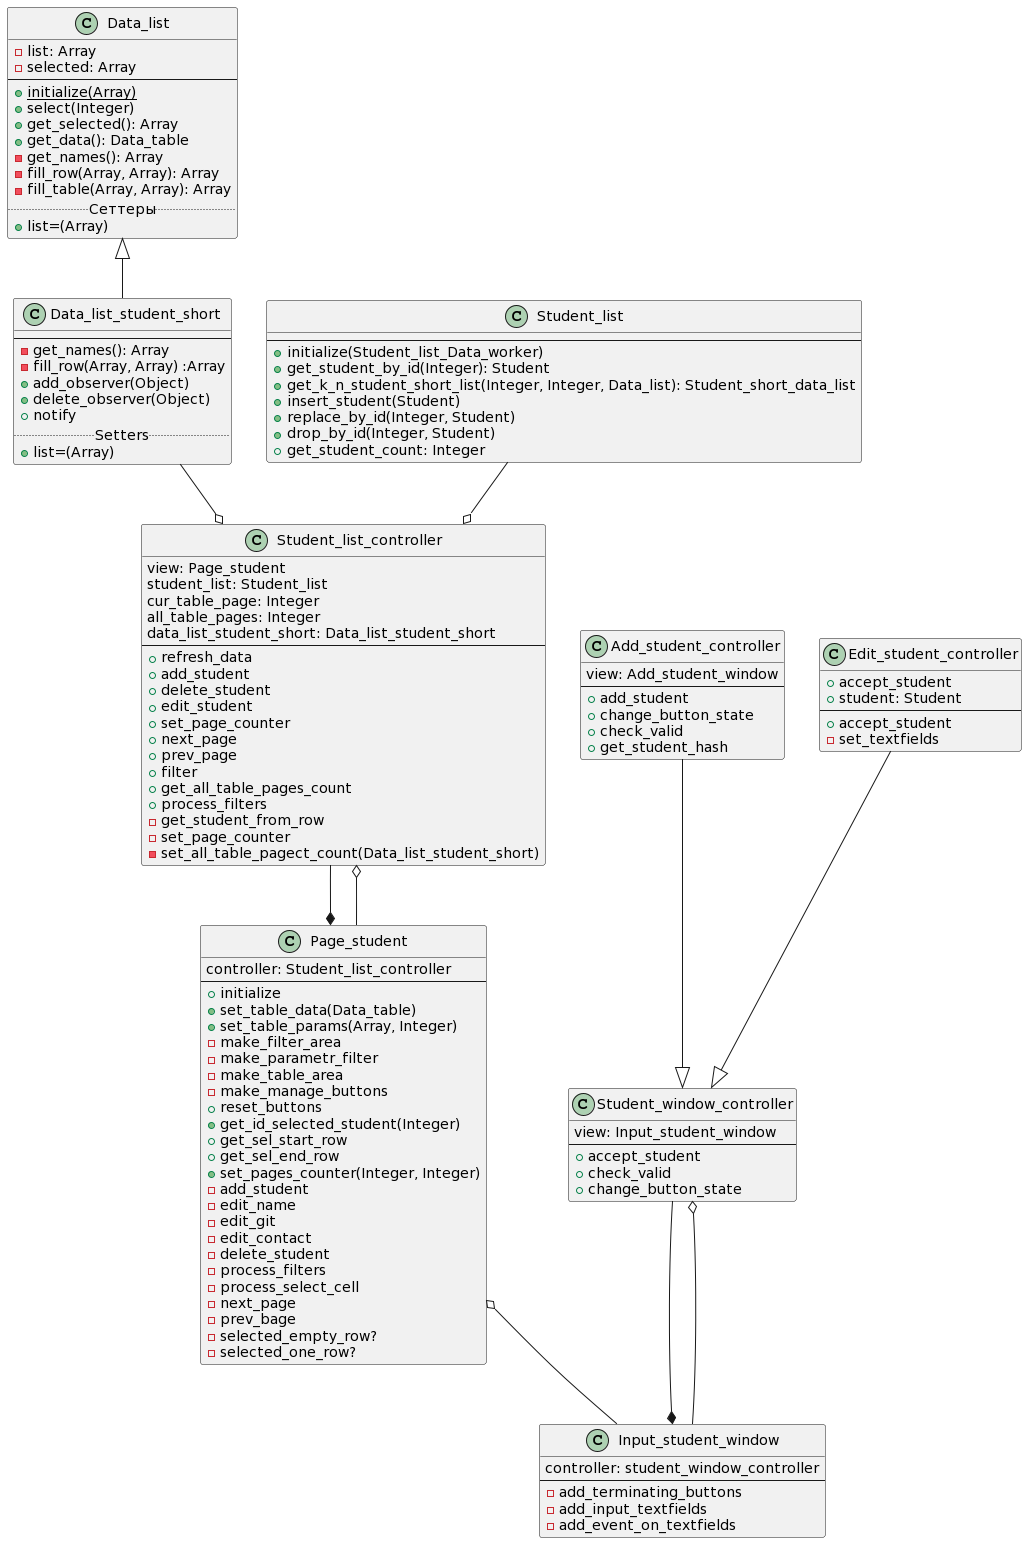 Data_list
list: Array
selected: Array
initialize(Array)
select(Integer)
get_selected(): Array
get_data(): Data_table
get_names(): Array
fill_row(Array, Array): Array
fill_table(Array, Array): Array
Сеттеры
list=(Array)
Data_list_student_short
get_names(): Array
fill_row(Array, Array) :Array
add_observer(Object)
delete_observer(Object)
notify
Setters
list=(Array)
Student_list
initialize(Student_list_Data_worker)
get_student_by_id(Integer): Student
get_k_n_student_short_list(Integer, Integer, Data_list): Student_short_data_list
insert_student(Student)
replace_by_id(Integer, Student)
drop_by_id(Integer, Student)
get_student_count: Integer
Student_list_controller
view: Page_student
student_list: Student_list
cur_table_page: Integer
all_table_pages: Integer
data_list_student_short: Data_list_student_short
refresh_data
add_student
delete_student
edit_student
set_page_counter
next_page
prev_page
filter
get_all_table_pages_count
process_filters
get_student_from_row
set_page_counter
set_all_table_pagect_count(Data_list_student_short)
Add_student_controller
view: Add_student_window
add_student
change_button_state
check_valid
get_student_hash
Edit_student_controller
accept_student
student: Student
accept_student
set_textfields
Page_student
controller: Student_list_controller
initialize
set_table_data(Data_table)
set_table_params(Array, Integer)
make_filter_area
make_parametr_filter
make_table_area
make_manage_buttons
reset_buttons
get_id_selected_student(Integer)
get_sel_start_row
get_sel_end_row
set_pages_counter(Integer, Integer)
add_student
edit_name
edit_git
edit_contact
delete_student
process_filters
process_select_cell
next_page
prev_bage
selected_empty_row?
selected_one_row?
Student_window_controller
view: Input_student_window
accept_student
check_valid
change_button_state
Input_student_window
controller: student_window_controller
add_terminating_buttons
add_input_textfields
add_event_on_textfields